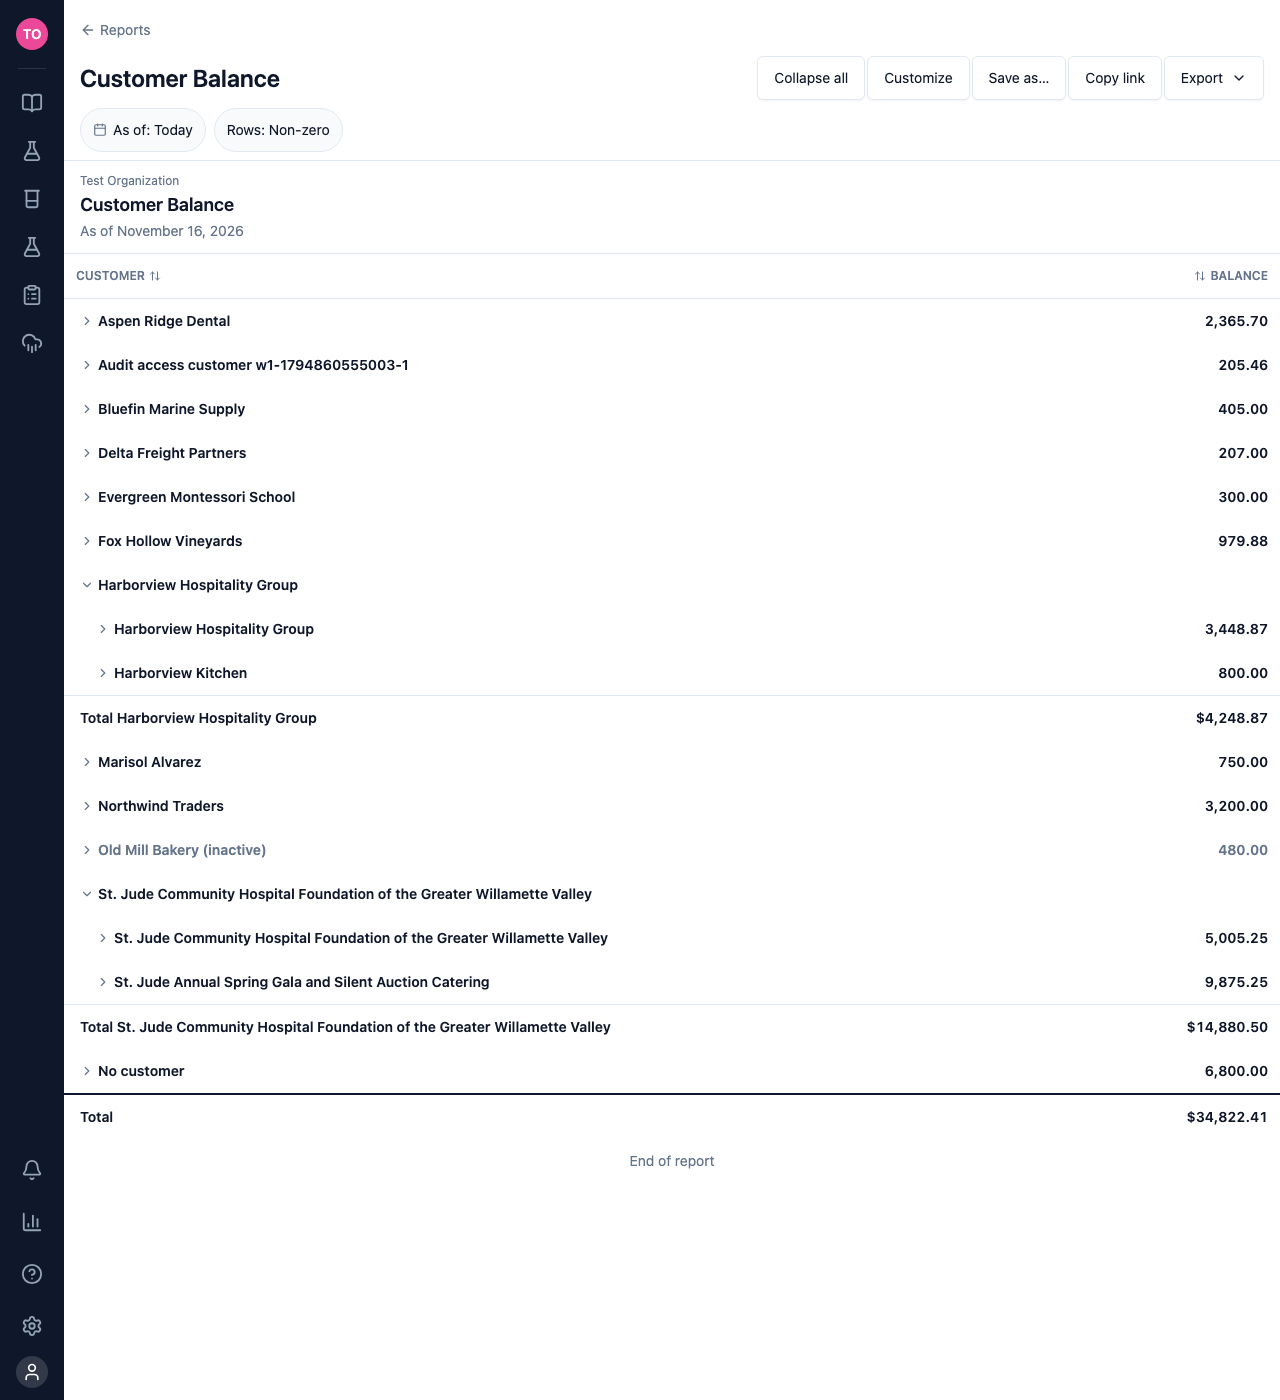 TO
Reports
Customer Balance
Collapse all
Customize
Save as...
Copy link
Export
As of: Today
Rows: Non-zero
Test Organization
Customer Balance
As of November 16, 2026
CUSTOMER BALANCE
Aspen Ridge Dental 2,365.70
Audit access customer w1-1794860555003-1 205.46
Bluefin Marine Supply 405.00
Delta Freight Partners 207.00
Evergreen Montessori School 300.00
Fox Hollow Vineyards 979.88
Harborview Hospitality Group
Harborview Hospitality Group 3,448.87
Harborview Kitchen 800.00
Total Harborview Hospitality Group $4,248.87
Marisol Alvarez 750.00
Northwind Traders 3,200.00
Old Mill Bakery (inactive) 480.00
St. Jude Community Hospital Foundation of the Greater Willamette Valley
St. Jude Community Hospital Foundation of the Greater Willamette Valley 5,005.25
St. Jude Annual Spring Gala and Silent Auction Catering 9,875.25
Total St. Jude Community Hospital Foundation of the Greater Willamette Valley $14,880.50
No customer 6,800.00
Total $34,822.41
End of report